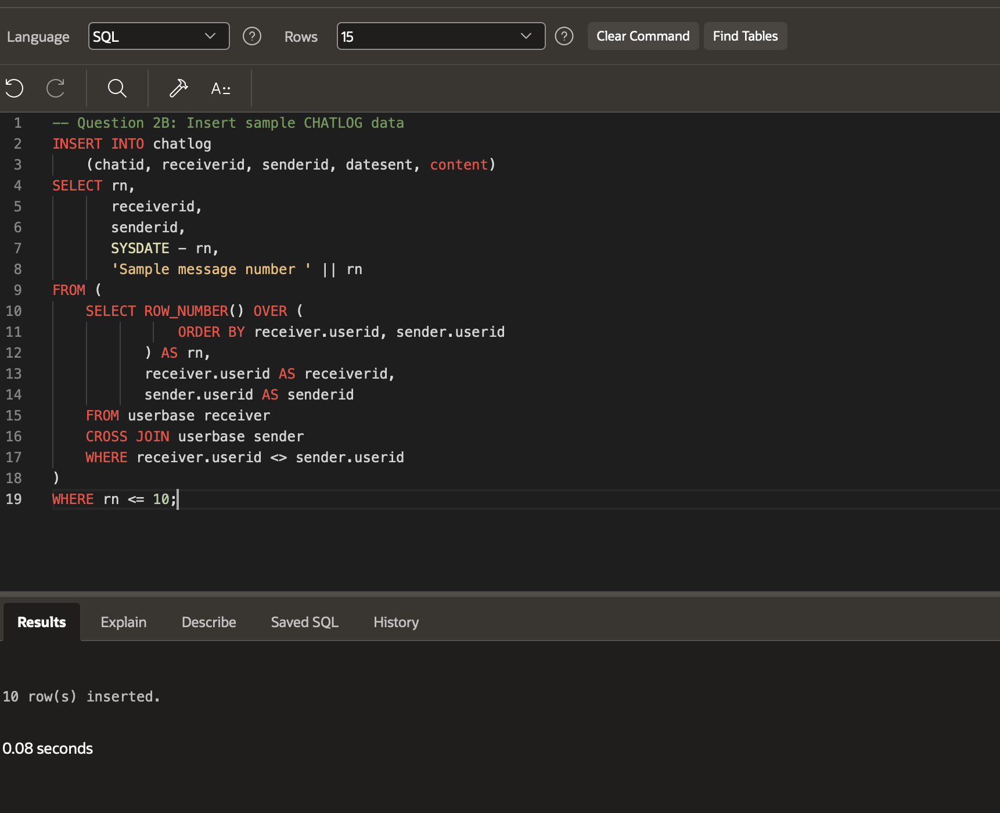 Language SQL Rows 15 Clear Command Find Tables
1 -- Question 2B: Insert sample CHATLOG data
2 INSERT INTO chatlog
3     (chatid, receiverid, senderid, datesent, content)
4 SELECT rn,
5        receiverid,
6        senderid,
7        SYSDATE - rn,
8        'Sample message number ' || rn
9 FROM (
10     SELECT ROW_NUMBER() OVER (
11                ORDER BY receiver.userid, sender.userid
12            ) AS rn,
13            receiver.userid AS receiverid,
14            sender.userid AS senderid
15     FROM userbase receiver
16     CROSS JOIN userbase sender
17     WHERE receiver.userid <> sender.userid
18 )
19 WHERE rn <= 10;
Results Explain Describe Saved SQL History
10 row(s) inserted.
0.08 seconds